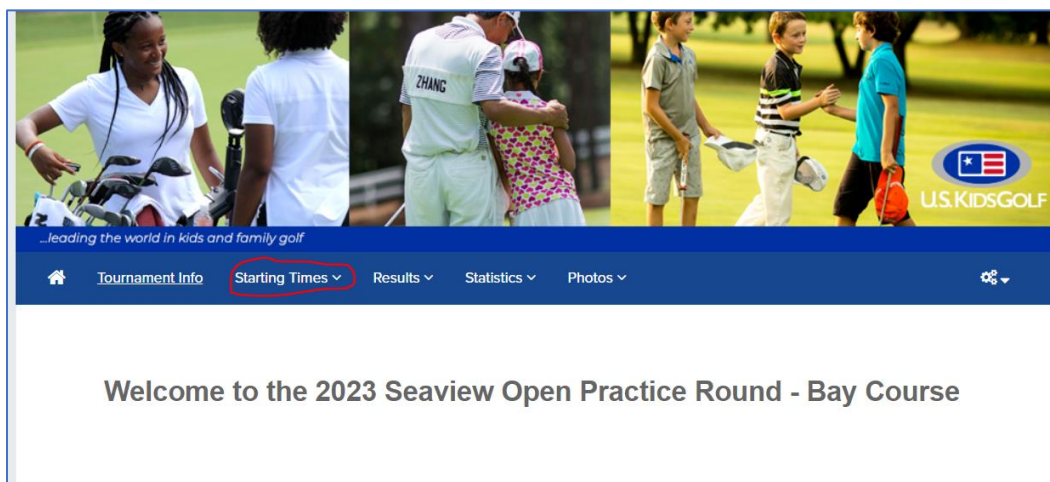 ZHANG
U.S. KIDSGOLF
...leading the world in kids and family golf
Tournament Info Starting Times Results Statistics Photos
Welcome to the 2023 Seaview Open Practice Round - Bay Course